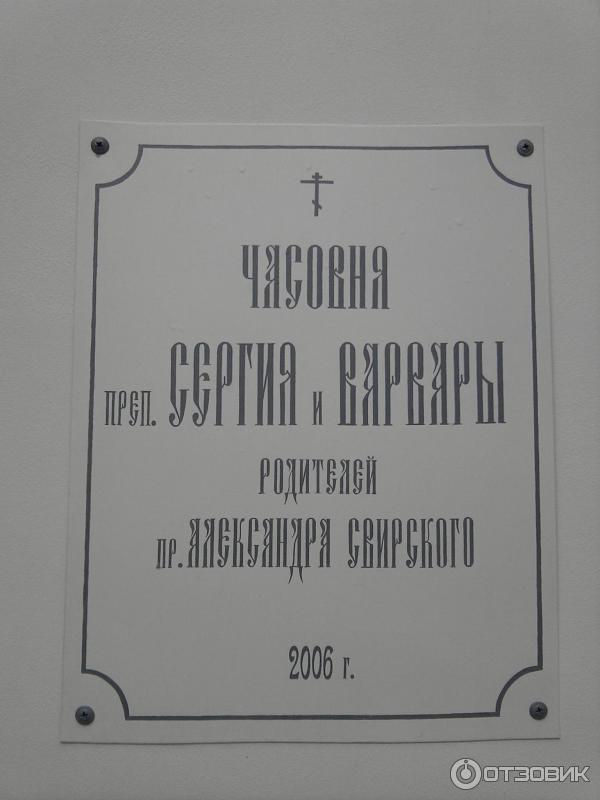 ЧАСОВНЯ
ПРЕП. СЕРГИЯ И ВАРВАРЫ
РОДИТЕЛЕЙ
ПР. АЛЕКСАНДРА СВИРСКОГО
2006 г.
ОТЗОВИК